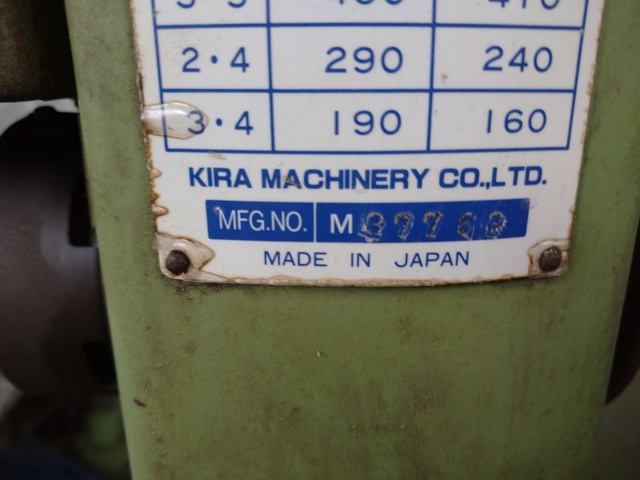 2・4 290 240
3・4 190 160
KIRA MACHINERY CO.,LTD.
MFG.NO. M
MADE IN JAPAN